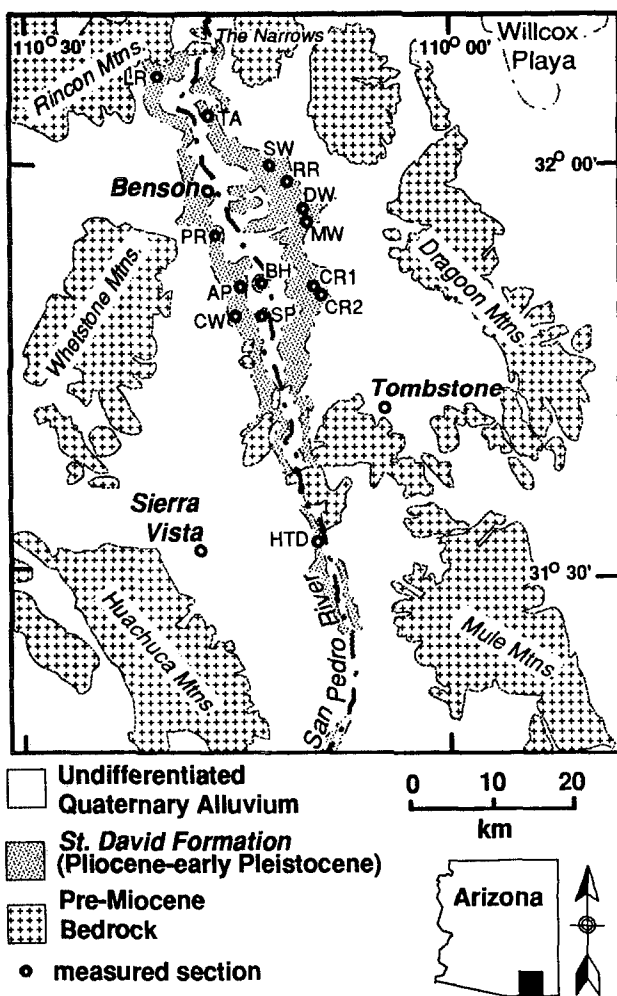 110° 30'
110° 00'
The Narrows
Willcox
Playa
Rincon Mtns.
LR
TA
SW
RR
32° 00'
Benson
DW
MW
PR
Dragoon Mtns.
Whetstone Mtns.
BH
CR1
AP
CR2
CW
SP
Tombstone
Sierra
Vista
HTD
31° 30'
San Pedro River
Huachuca Mtns.
Mule Mtns.
Undifferentiated
Quaternary Alluvium
St. David Formation
(Pliocene-early Pleistocene)
Pre-Miocene
Bedrock
measured section
0 10 20
km
Arizona